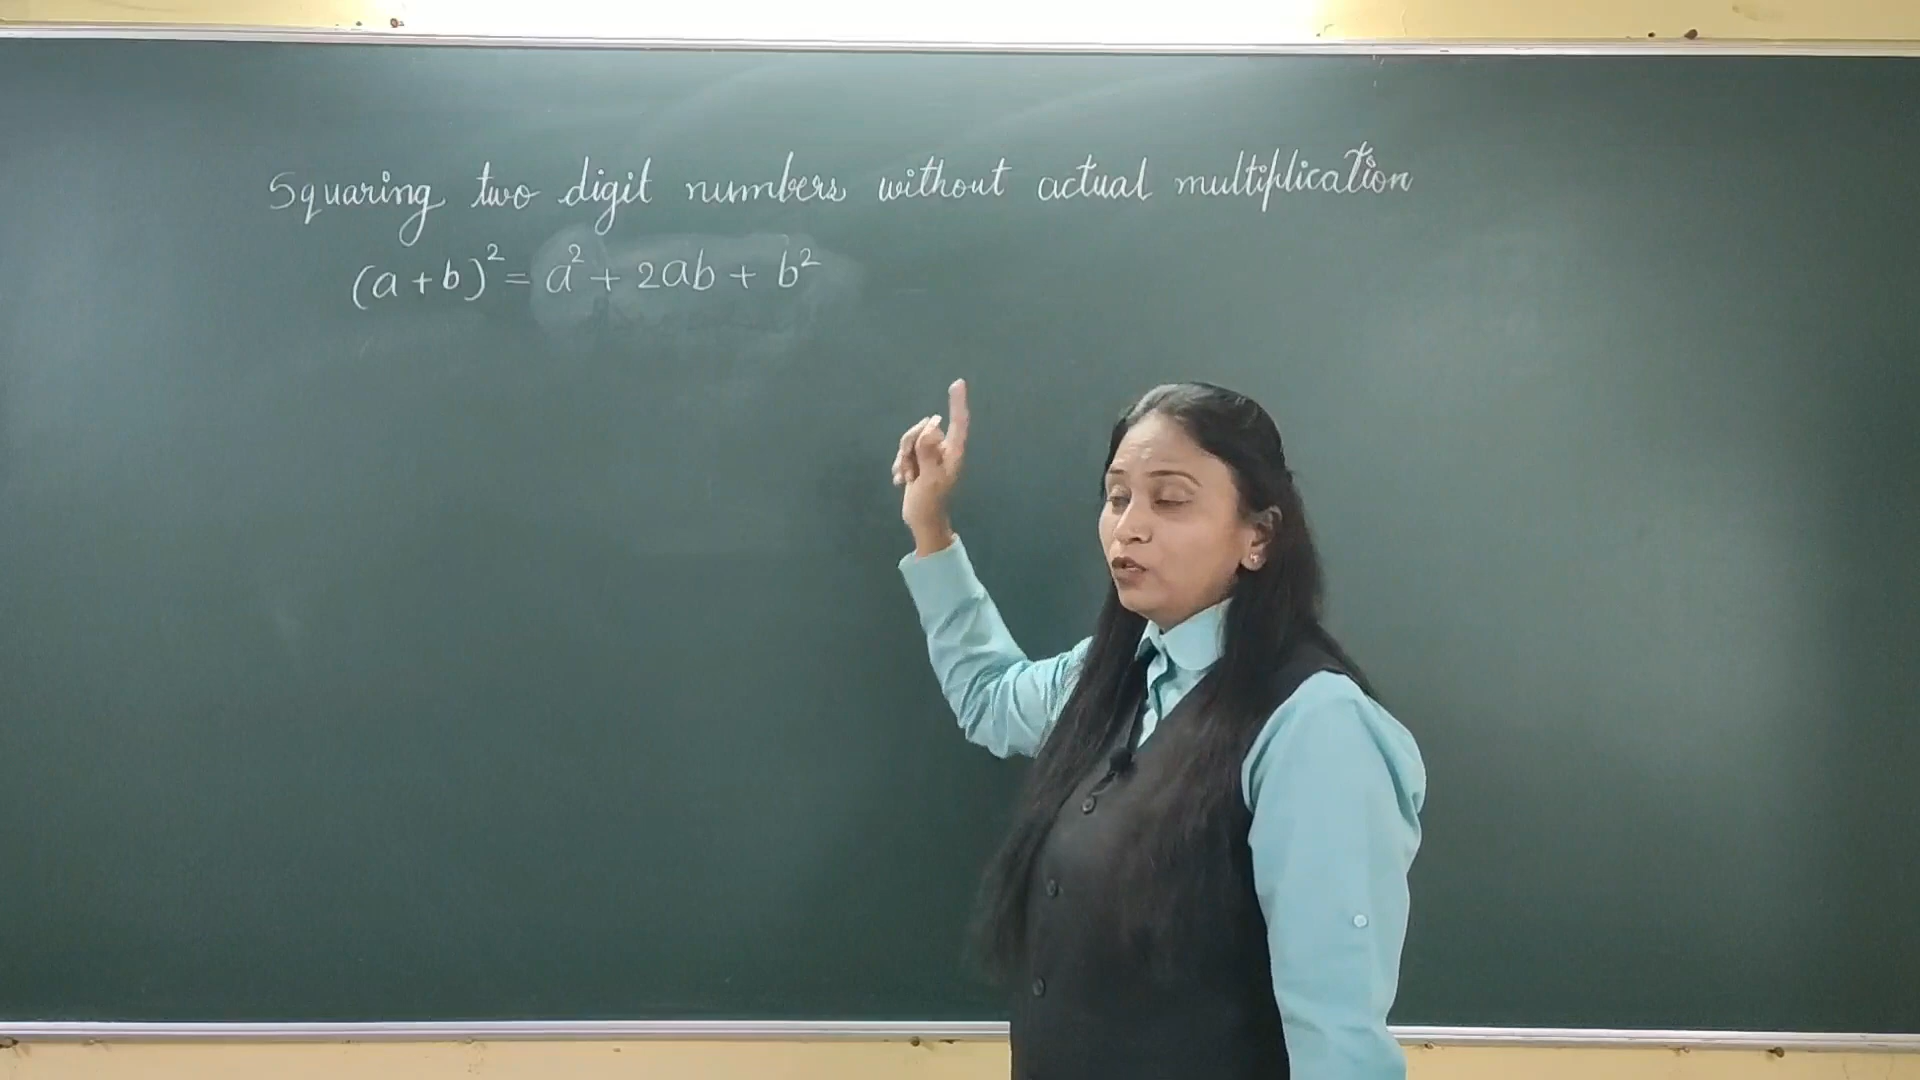 Squaring two digit numbers without actual multiplication
(a+b)² = a² + 2ab + b²